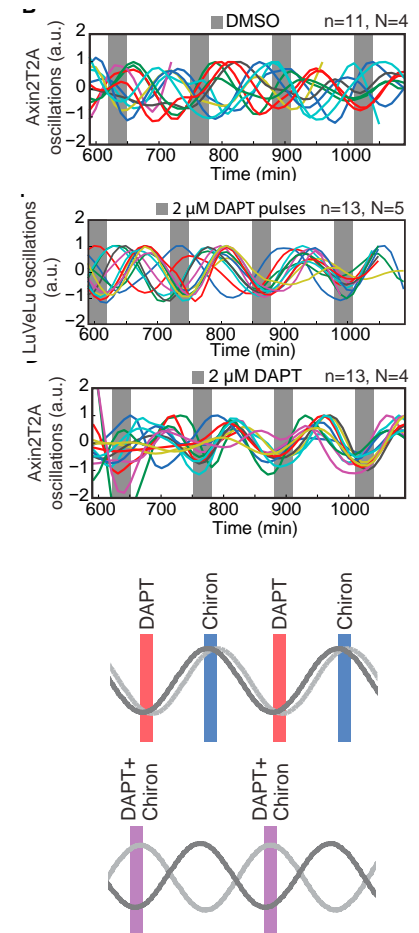 DMSO n=11, N=4
Axin2T2A
oscillations (a.u.)
2
1
0
−1
−2
600 700 800 900 1000
Time (min)
2 µM DAPT pulses n=13, N=5
LuVeLu oscillations
(a.u.)
2
1
0
−1
−2
600 700 800 900 1000
Time (min)
2 µM DAPT n=13, N=4
Axin2T2A
oscillations (a.u.)
2
1
0
−1
−2
600 700 800 900 1000
Time (min)
DAPT Chiron DAPT Chiron
DAPT+
Chiron
DAPT+
Chiron